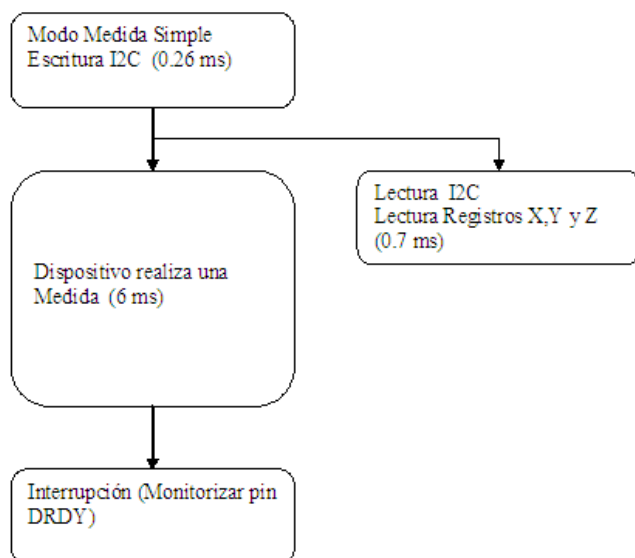 Modo Medida Simple
Escritura I2C (0.26 ms)
Lectura I2C
Lectura Registros X,Y y Z
(0.7 ms)
Dispositivo realiza una
Medida (6 ms)
Interrupción (Monitorizar pin
DRDY)